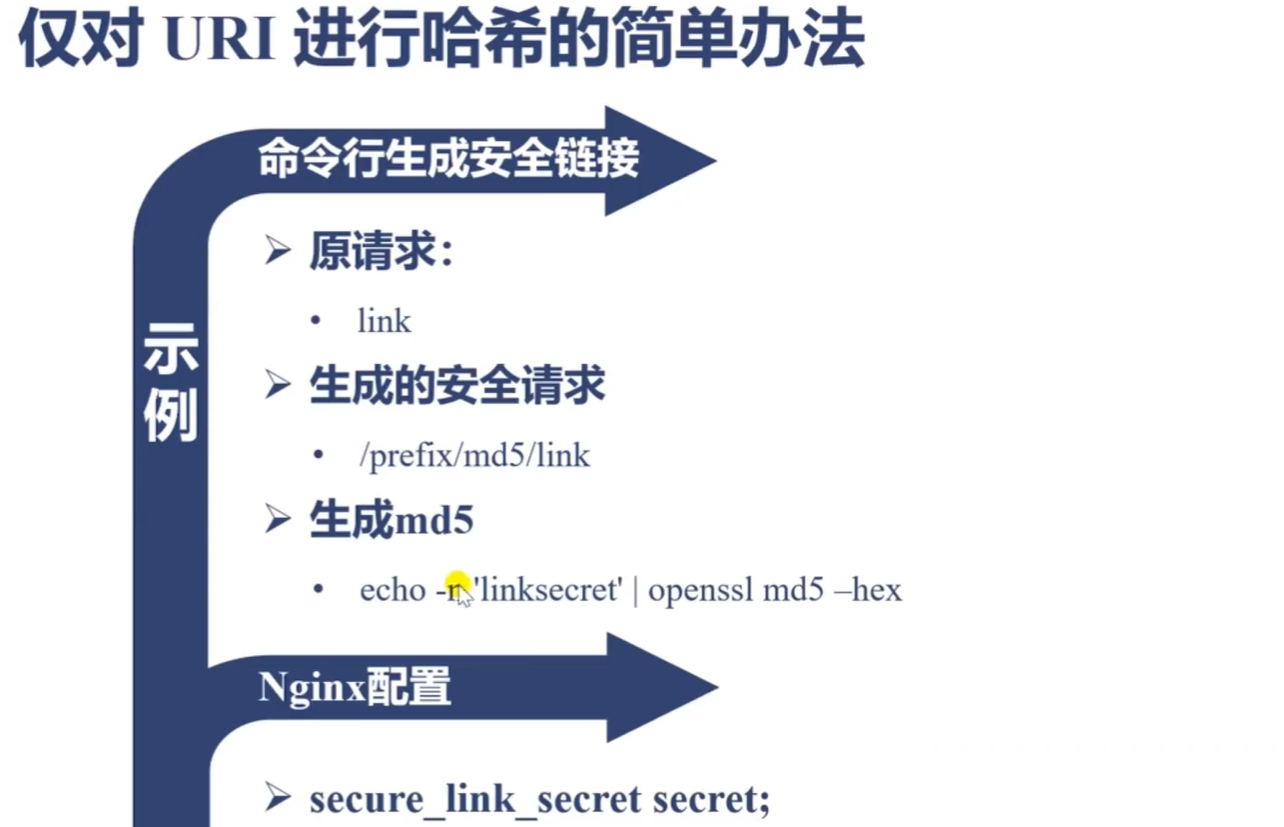 仅对 URI 进行哈希的简单办法
命令行生成安全链接
原请求：
link
示例
生成的安全请求
/prefix/md5/link
生成md5
echo -n 'linksecret' | openssl md5 –hex
Nginx配置
secure_link_secret secret;